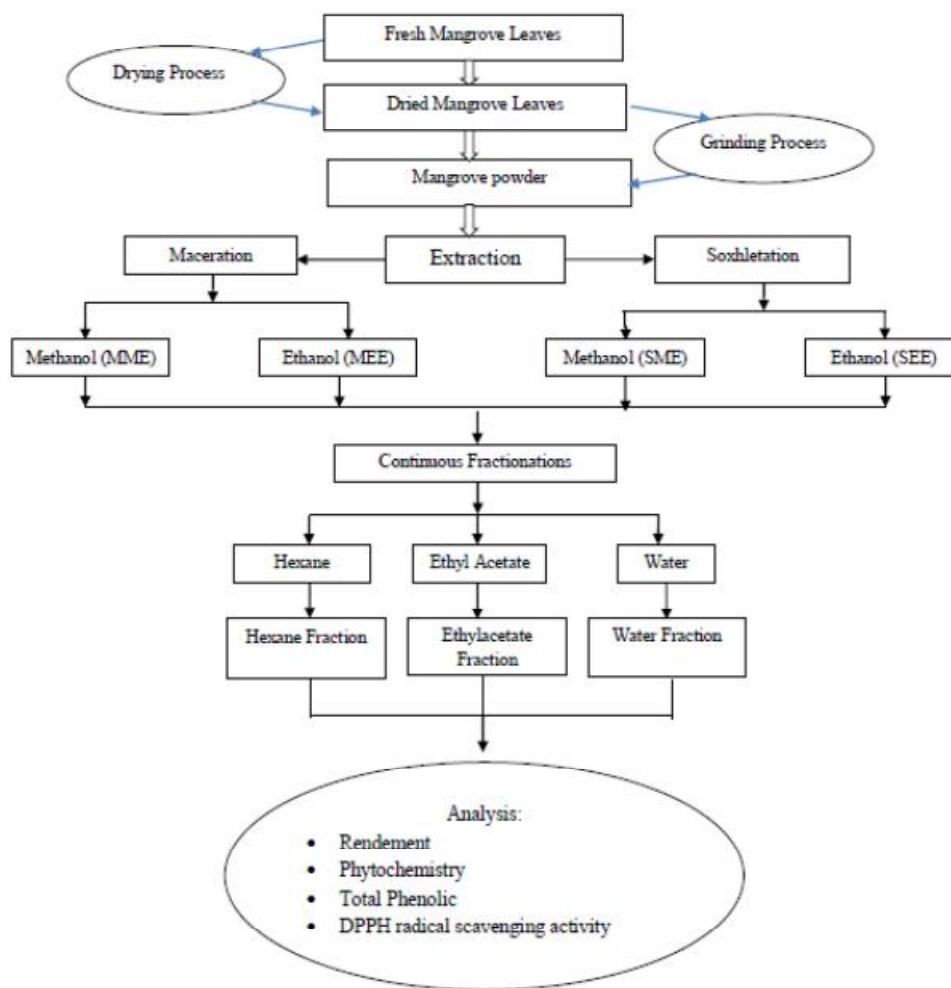 Fresh Mangrove Leaves
Drying Process
Dried Mangrove Leaves
Grinding Process
Mangrove powder
Maceration
Extraction
Soxhletation
Methanol (MME)
Ethanol (MEE)
Methanol (SME)
Ethanol (SEE)
Continuous Fractionations
Hexane
Ethyl Acetate
Water
Hexane Fraction
Ethylacetate
Fraction
Water Fraction
Analysis:
• Rendement
• Phytochemistry
• Total Phenolic
• DPPH radical scavenging activity